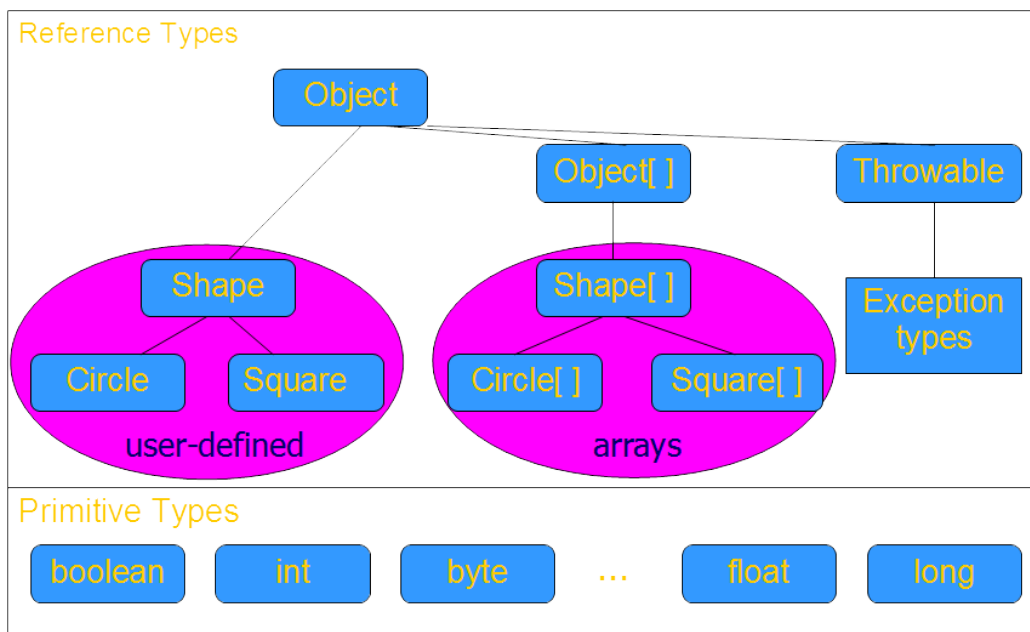 Reference Types
Object
Object[ ]
Throwable
Shape
Shape[ ]
Exception
types
Circle
Square
Circle[ ]
Square[ ]
user-defined
arrays
Primitive Types
boolean
int
byte
...
float
long